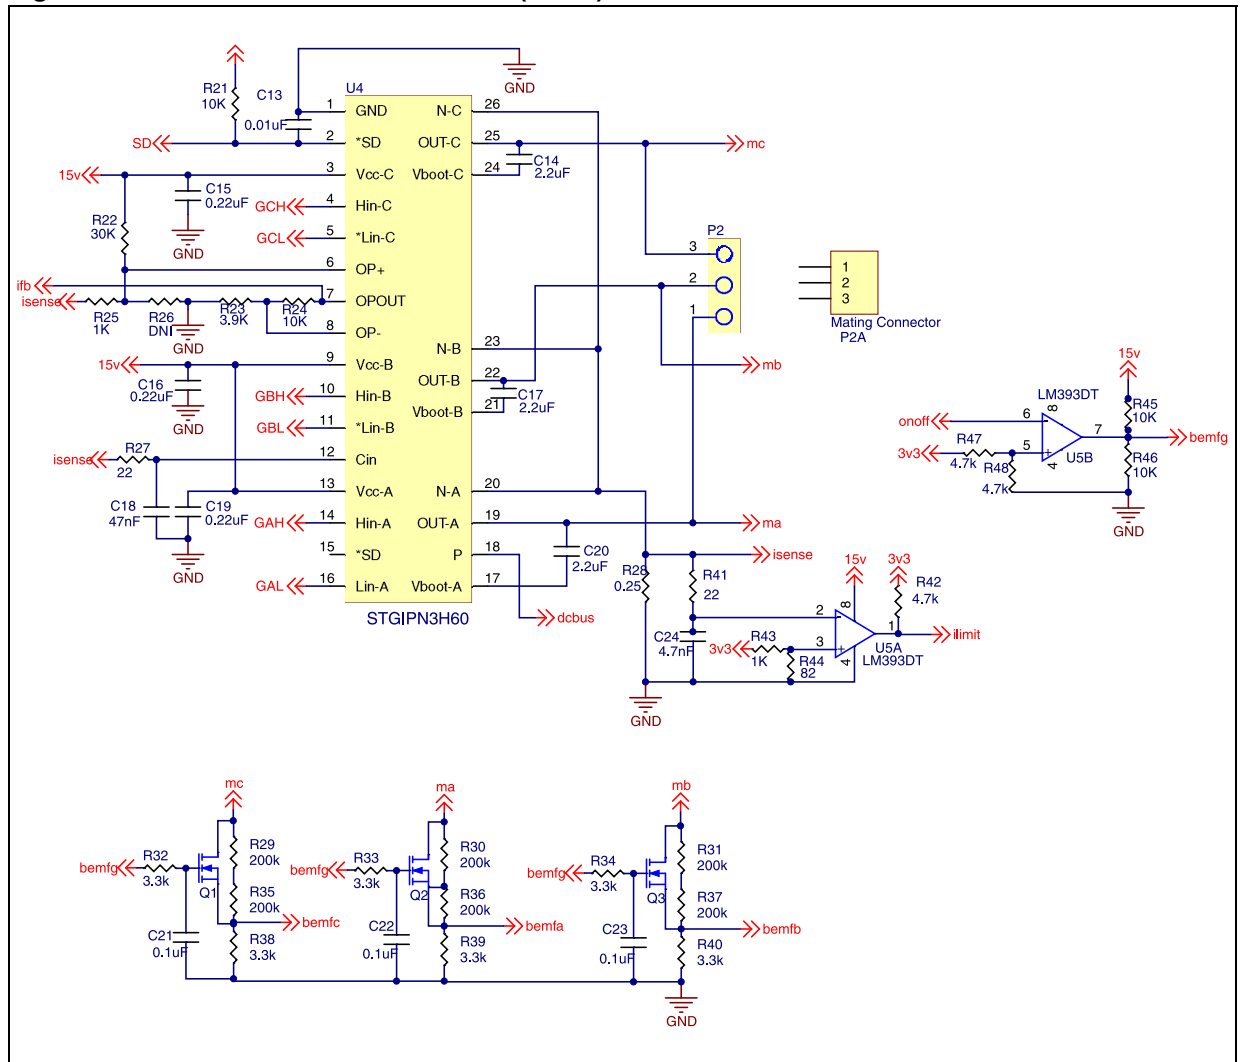 U4
R21
10K
C13
0.01uF
GND
SD
1 GND N-C 26
2 *SD OUT-C 25
3 Vcc-C Vboot-C 24
4 Hin-C
5 *Lin-C
6 OP+
7 OPOUT
8 OP-
9 Vcc-B N-B 23
10 Hin-B OUT-B 22
11 *Lin-B Vboot-B 21
12 Cin
13 Vcc-A N-A 20
14 Hin-A OUT-A 19
15 *SD P 18
16 Lin-A Vboot-A 17
STGIPN3H60
15v
C15
0.22uF
GND
R22
30K
GCH
GCL
ifb
isense
R25
1K
R26
DNI
R23
3.9K
R24
10K
GND
15v
C16
0.22uF
GND
GBH
GBL
isense
R27
22
C18
47nF
C19
0.22uF
GND
GAH
GAL
C14
2.2uF
mc
P2
3
2
1
1
2
3
Mating Connector
P2A
C17
2.2uF
mb
ma
C20
2.2uF
dcbus
isense
R28
0.25
R41
22
C24
4.7nF
3v3
R43
1K
R44
82
GND
15v
2
3
8
4
1
U5A
LM393DT
3v3
R42
4.7k
ilimit
15v
LM393DT
onoff
6
8
5
4
7
U5B
3v3
R47
4.7k
R48
4.7k
R45
10K
R46
10K
bemfg
GND
mc
bemfg
R32
3.3k
Q1
R29
200k
R35
200k
bemfc
C21
0.1uF
R38
3.3k
ma
bemfg
R33
3.3k
Q2
R30
200k
R36
200k
bemfa
C22
0.1uF
R39
3.3k
mb
bemfg
R34
3.3k
Q3
R31
200k
R37
200k
bemfb
C23
0.1uF
R40
3.3k
GND